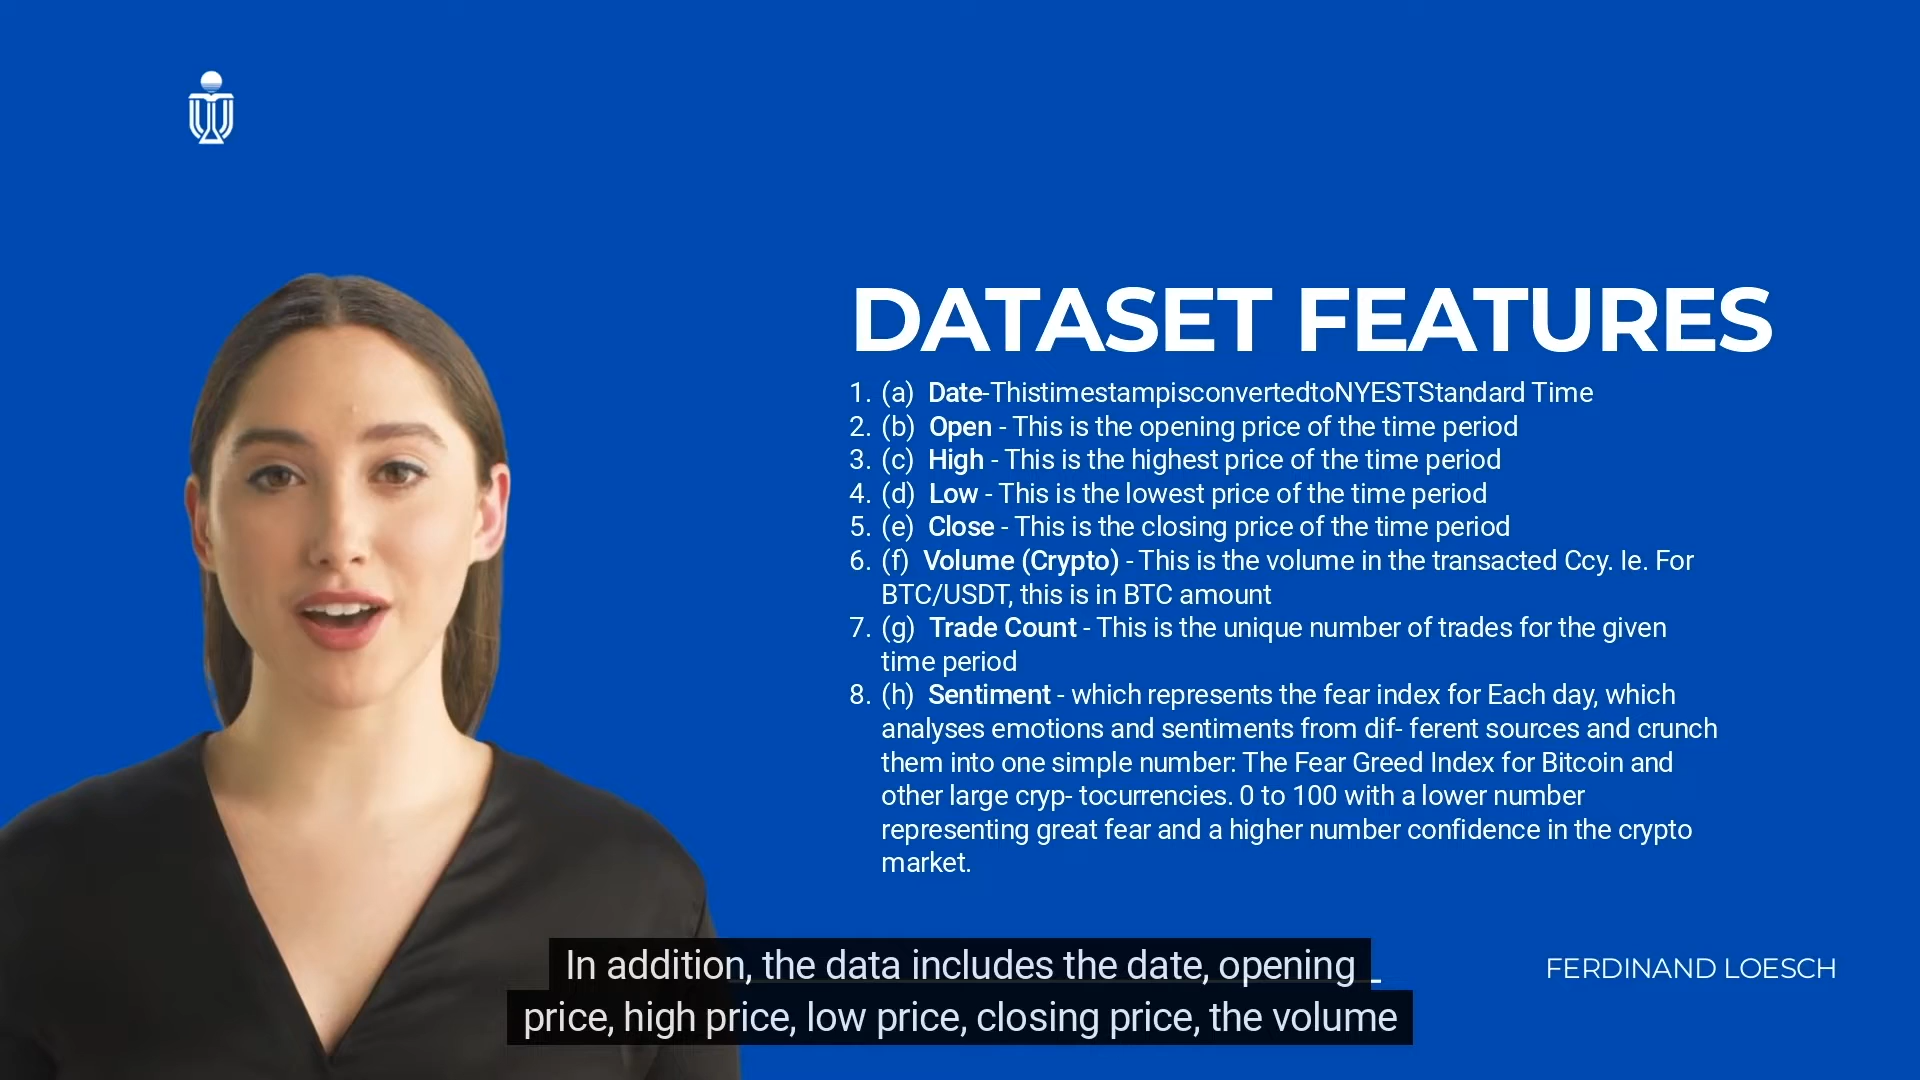 DATASET FEATURES
1. (a) Date-ThistimestampisconvertedtoNYESTStandard Time
2. (b) Open - This is the opening price of the time period
3. (c) High - This is the highest price of the time period
4. (d) Low - This is the lowest price of the time period
5. (e) Close - This is the closing price of the time period
6. (f) Volume (Crypto) - This is the volume in the transacted Ccy. Ie. For
BTC/USDT, this is in BTC amount
7. (g) Trade Count - This is the unique number of trades for the given
time period
8. (h) Sentiment - which represents the fear index for Each day, which
analyses emotions and sentiments from dif- ferent sources and crunch
them into one simple number: The Fear Greed Index for Bitcoin and
other large cryp- tocurrencies. 0 to 100 with a lower number
representing great fear and a higher number confidence in the crypto
market.
In addition, the data includes the date, opening
price, high price, low price, closing price, the volume
FERDINAND LOESCH